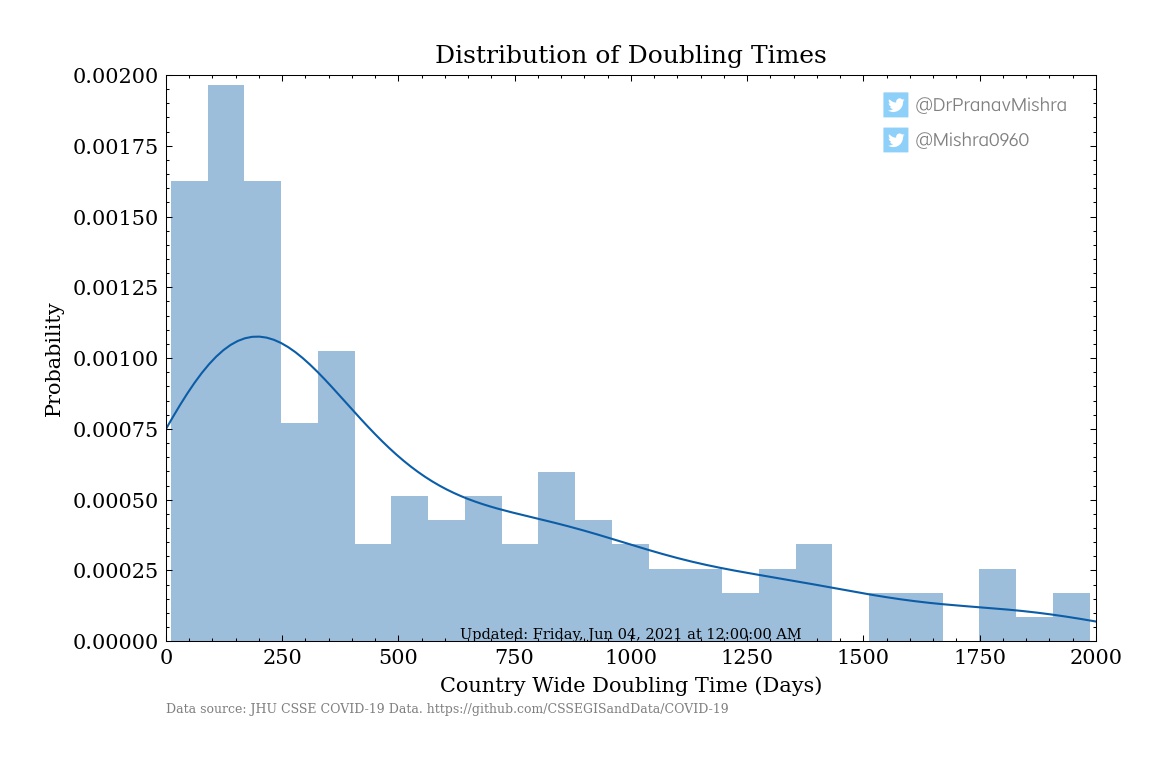 Distribution of Doubling Times
@DrPranavMishra
@Mishra0960
0.00200
0.00175
0.00150
0.00125
0.00100
0.00075
0.00050
0.00025
0.00000
Probability
Updated: Friday, Jun 04, 2021 at 12:00:00 AM
0 250 500 750 1000 1250 1500 1750 2000
Country Wide Doubling Time (Days)
Data source: JHU CSSE COVID-19 Data. https://github.com/CSSEGISandData/COVID-19